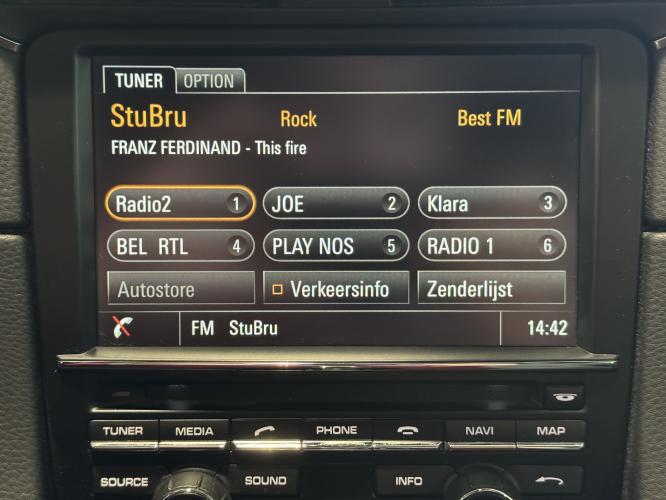 TUNER OPTION
StuBru Rock Best FM
FRANZ FERDINAND - This fire
Radio2 1 JOE 2 Klara 3
BEL RTL 4 PLAY NOS 5 RADIO 1 6
Autostore Verkeersinfo Zenderlijst
FM StuBru 14:42
TUNER MEDIA PHONE NAVI MAP
SOURCE SOUND INFO